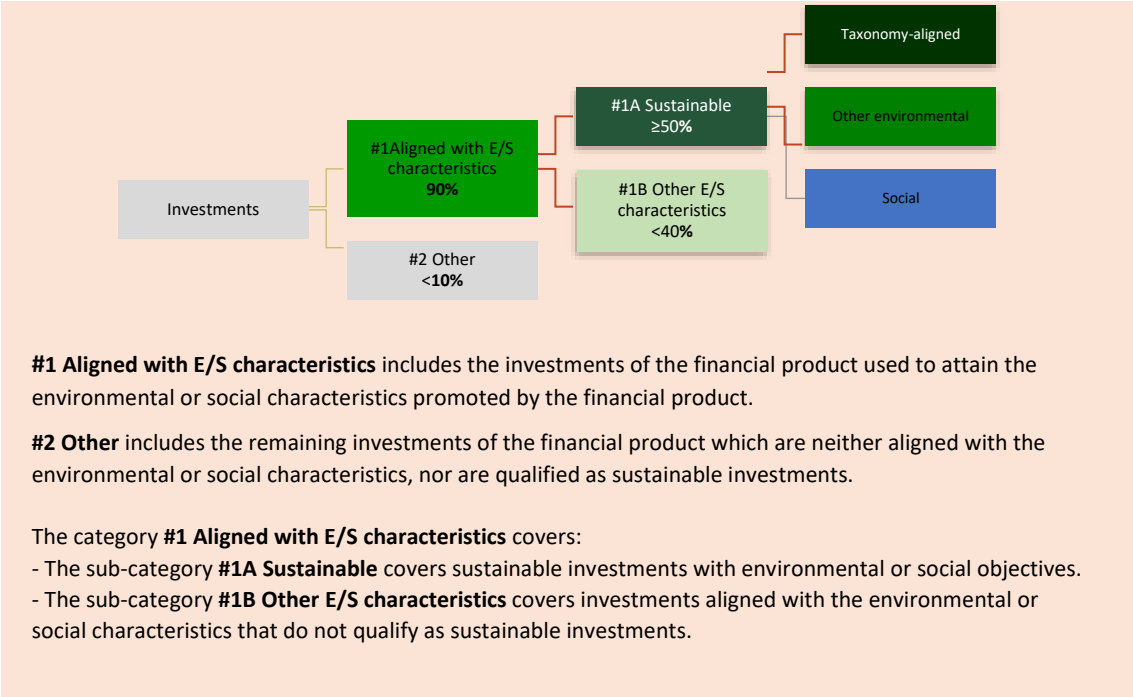 Taxonomy-aligned
#1A Sustainable
≥50%
Other environmental
#1Aligned with E/S
characteristics
90%
#1B Other E/S
characteristics
<40%
Social
Investments
#2 Other
<10%
#1 Aligned with E/S characteristics includes the investments of the financial product used to attain the
environmental or social characteristics promoted by the financial product.
#2 Other includes the remaining investments of the financial product which are neither aligned with the
environmental or social characteristics, nor are qualified as sustainable investments.
The category #1 Aligned with E/S characteristics covers:
- The sub-category #1A Sustainable covers sustainable investments with environmental or social objectives.
- The sub-category #1B Other E/S characteristics covers investments aligned with the environmental or
social characteristics that do not qualify as sustainable investments.